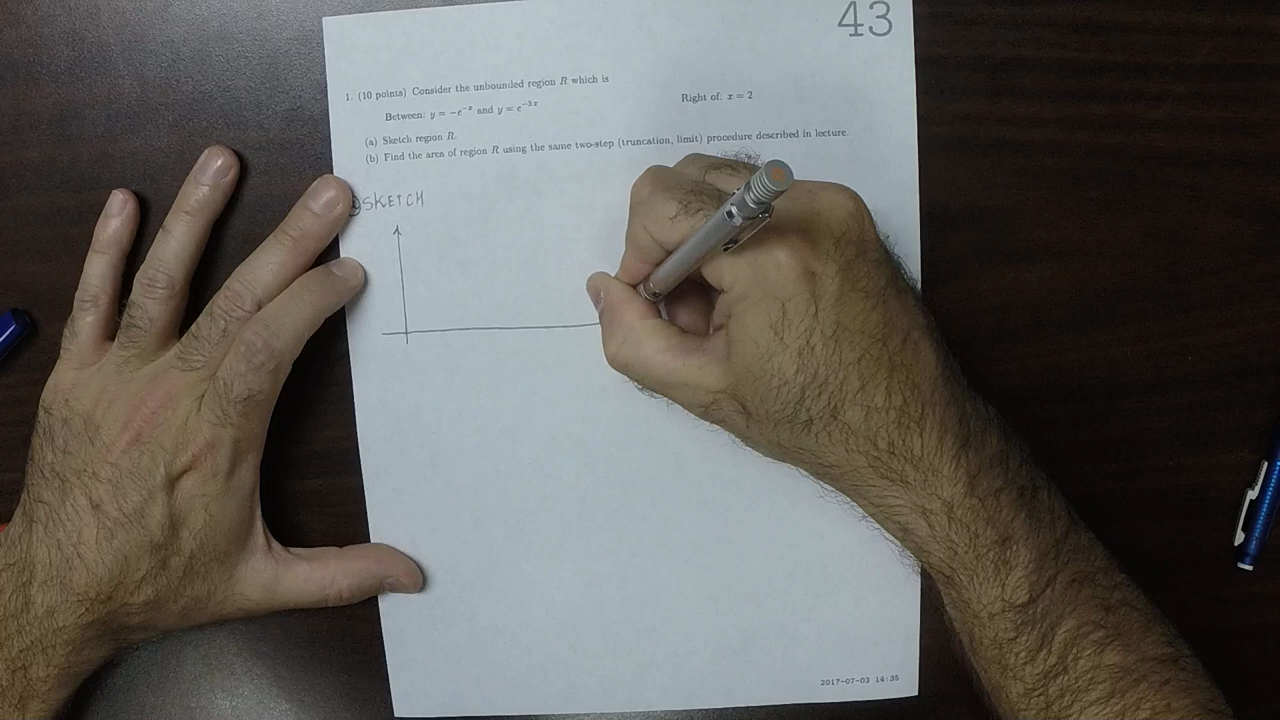 43
1. (10 points) Consider the unbounded region R which is
Between: y = −e^{−x} and y = e^{−3x} Right of: x = 2
(a) Sketch region R.
(b) Find the area of region R using the same two-step (truncation, limit) procedure described in lecture.
SKETCH
2017-07-03 14:35